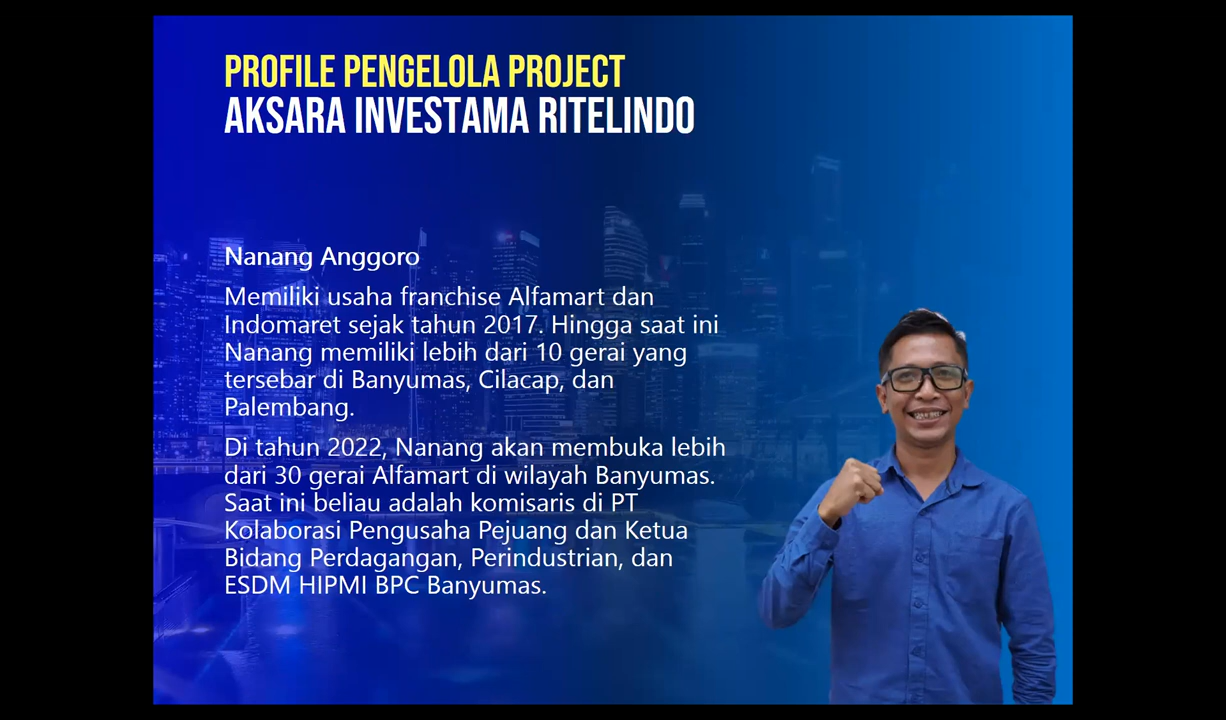 PROFILE PENGELOLA PROJECT
AKSARA INVESTAMA RITELINDO
Nanang Anggoro
Memiliki usaha franchise Alfamart dan
Indomaret sejak tahun 2017. Hingga saat ini
Nanang memiliki lebih dari 10 gerai yang
tersebar di Banyumas, Cilacap, dan
Palembang.
Di tahun 2022, Nanang akan membuka lebih
dari 30 gerai Alfamart di wilayah Banyumas.
Saat ini beliau adalah komisaris di PT
Kolaborasi Pengusaha Pejuang dan Ketua
Bidang Perdagangan, Perindustrian, dan
ESDM HIPMI BPC Banyumas.